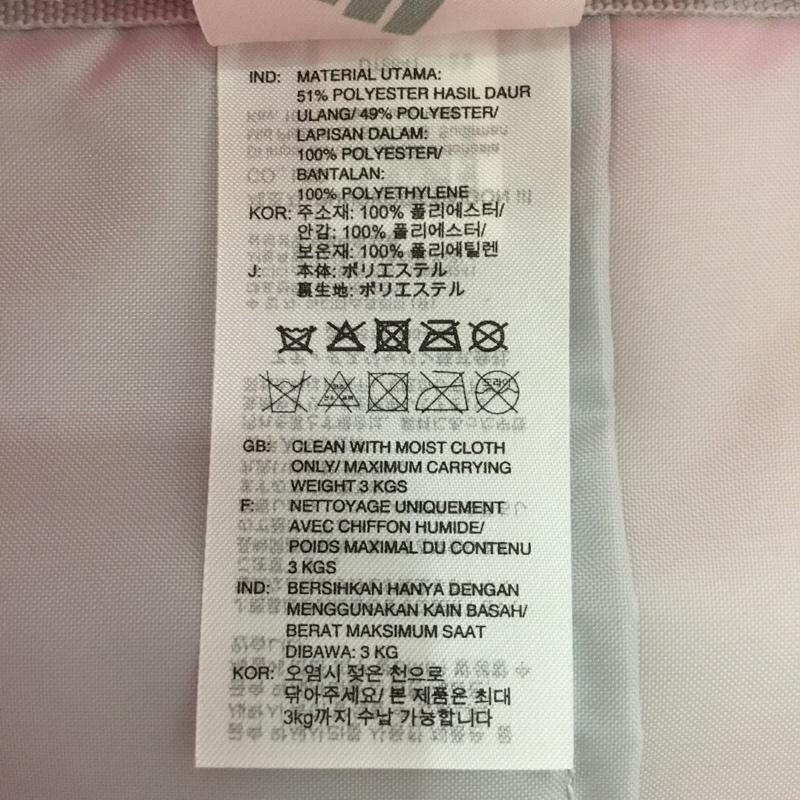 IND: MATERIAL UTAMA:
51% POLYESTER HASIL DAUR
ULANG/ 49% POLYESTER/
LAPISAN DALAM:
100% POLYESTER/
BANTALAN:
100% POLYETHYLENE
KOR: 주소재: 100% 폴리에스터/
안감: 100% 폴리에스터/
보온재: 100% 폴리에틸렌
J: 本体: ポリエステル
裏生地: ポリエステル
드라이
GB: CLEAN WITH MOIST CLOTH
ONLY/ MAXIMUM CARRYING
WEIGHT 3 KGS
F: NETTOYAGE UNIQUEMENT
AVEC CHIFFON HUMIDE/
POIDS MAXIMAL DU CONTENU
3 KGS
IND: BERSIHKAN HANYA DENGAN
MENGGUNAKAN KAIN BASAH/
BERAT MAKSIMUM SAAT
DIBAWA: 3 KG
KOR: 오염시 젖은 천으로
닦아주세요/ 본 제품은 최대
3kg까지 수납 가능합니다